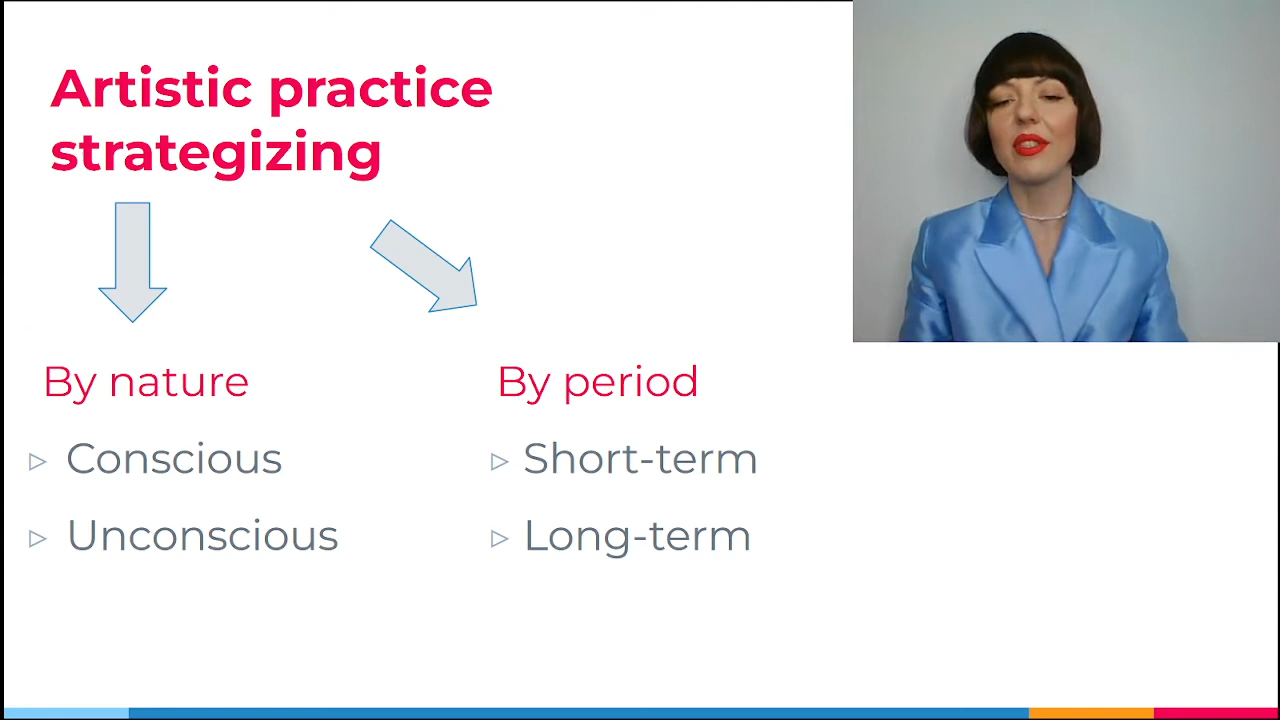 Artistic practice
strategizing
By nature
Conscious
Unconscious
By period
Short-term
Long-term